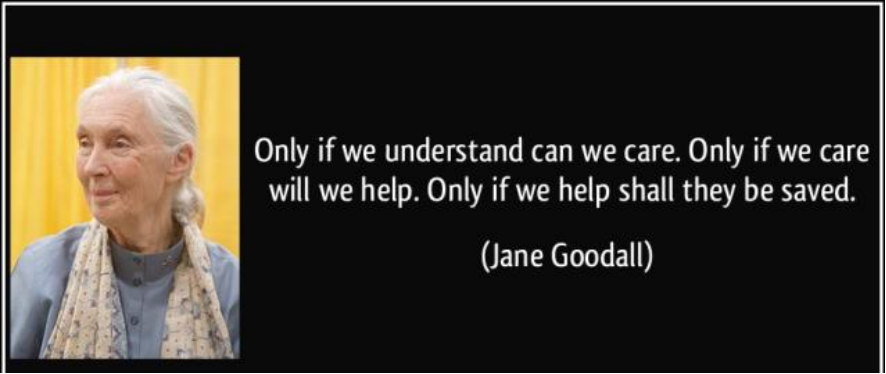 Only if we understand can we care. Only if we care
will we help. Only if we help shall they be saved.
(Jane Goodall)